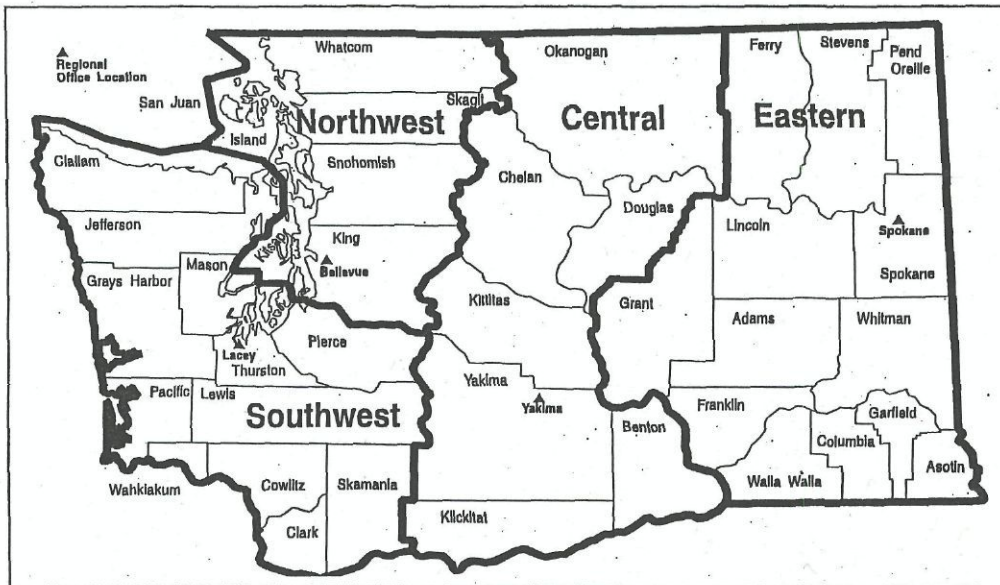 ▲
Regional
Office Location
San Juan
Whatcom
Skagit
Northwest
Island
Snohomish
King
▲
Bellevue
Kitsap
Clallam
Jefferson
Grays Harbor
Mason
▲
Lacey
Thurston
Pierce
Pacific
Lewis
Southwest
Wahkiakum
Cowlitz
Clark
Skamania
Okanogan
Central
Chelan
Douglas
Kittitas
Yakima
▲
Yakima
Benton
Klickitat
Ferry
Stevens
Pend
Oreille
Eastern
Lincoln
▲
Spokane
Spokane
Grant
Adams
Whitman
Franklin
Garfield
Columbia
Walla Walla
Asotin